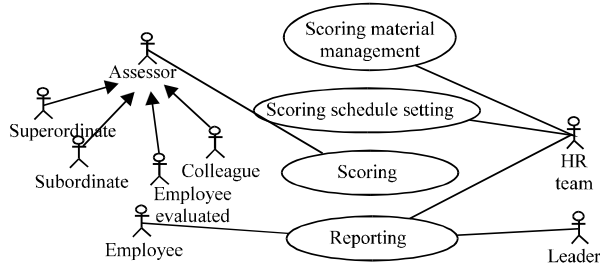 Scoring material
management
Assessor
Superordinate
Scoring schedule setting
Subordinate
Colleague
Employee
evaluated
Scoring
HR
team
Employee
Reporting
Leader